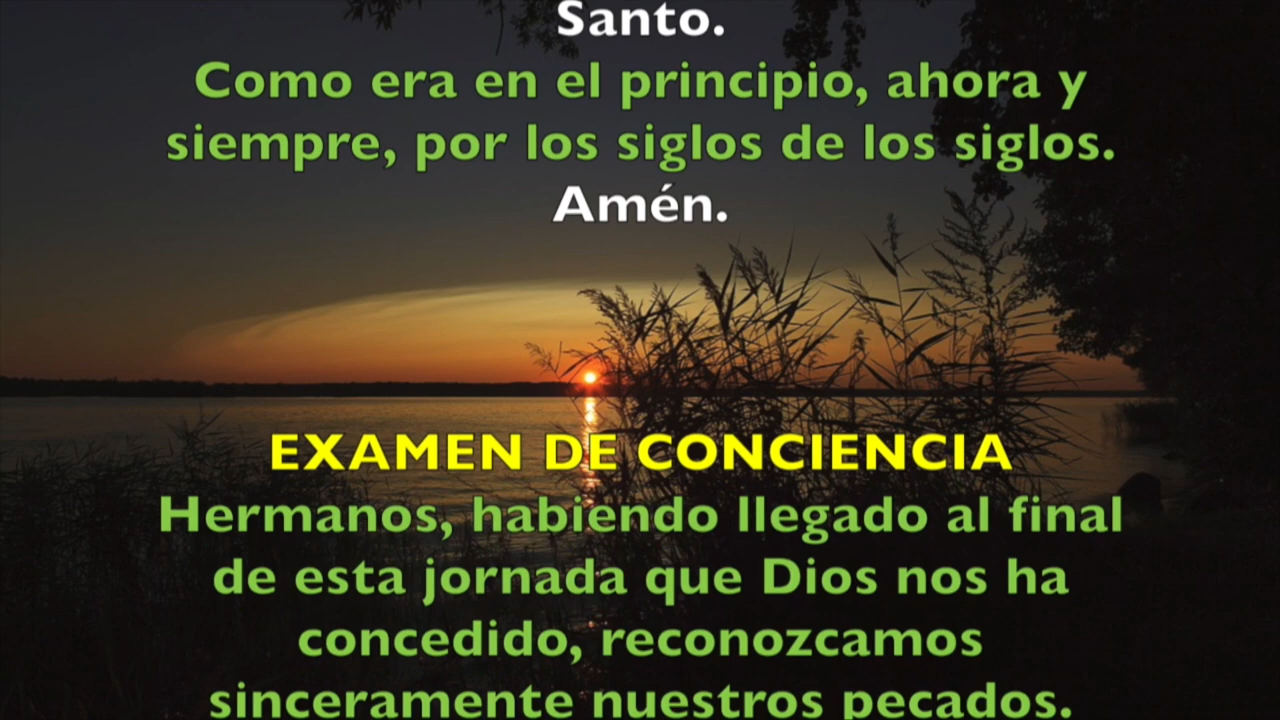 Santo.
Como era en el principio, ahora y
siempre, por los siglos de los siglos.
Amén.
EXAMEN DE CONCIENCIA
Hermanos, habiendo llegado al final
de esta jornada que Dios nos ha
concedido, reconozcamos
sinceramente nuestros pecados.